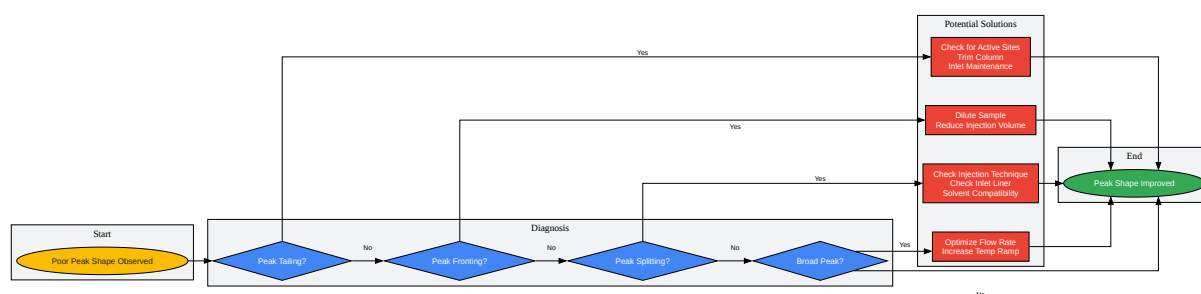 Potential Solutions
Check for Active Sites
Trim Column
Inlet Maintenance
Yes
Dilute Sample
Reduce Injection Volume
Yes
End
Check Injection Technique
Check Inlet Liner
Solvent Compatibility
Yes
Peak Shape Improved
Start
Diagnosis
Poor Peak Shape Observed
Peak Tailing?
No
Peak Fronting?
No
Peak Splitting?
No
Broad Peak?
Yes
Optimize Flow Rate
Increase Temp Ramp
No